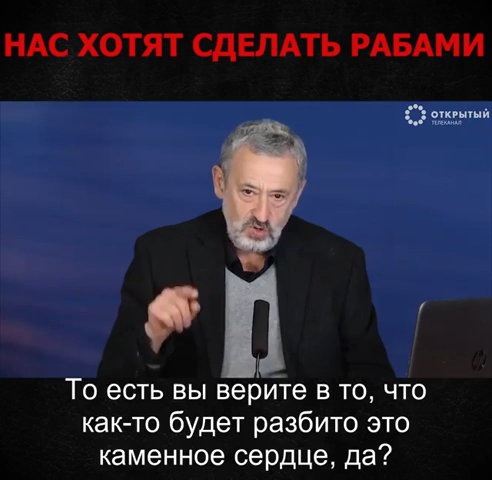 НАС ХОТЯТ СДЕЛАТЬ РАБАМИ
ОТКРЫТЫЙ
ТЕЛЕКАНАЛ
hp
То есть вы верите в то, что
как-то будет разбито это
каменное сердце, да?